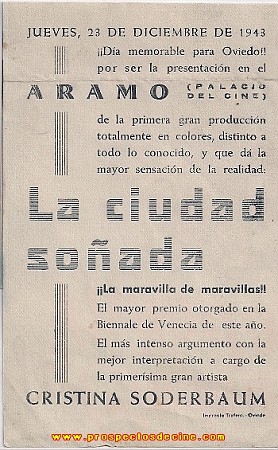 JUEVES, 23 DE DICIEMBRE DE 1943
¡¡Día memorable para Oviedo!!
por ser la presentación en el
ARAMO (PALACIO DEL CINE)
de la primera gran producción
totalmente en colores, distinto a
todo lo conocido, y que dá la
mayor sensación de la realidad:
La ciudad
soñada
¡¡La maravilla de maravillas!!
El mayor premio otorgado en la
Biennale de Venecia de este año.
El más intenso argumento con la
mejor interpretación a cargo de
la primerísima gran artista
CRISTINA SODERBAUM
Imprenta Trufero.-Oviedo
www.prospectosdecine.com